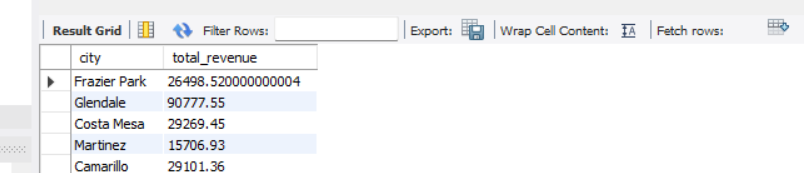 Result Grid Filter Rows: Export: Wrap Cell Content: Fetch rows:
city total_revenue
Frazier Park 26498.520000000004
Glendale 90777.55
Costa Mesa 29269.45
Martinez 15706.93
Camarillo 29101.36